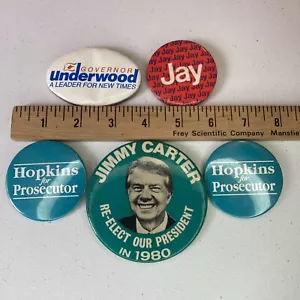 GOVERNOR
underwood
A LEADER FOR NEW TIMES
Jay
1 2 3 4 5 6 7 8
Frey Scientific Company Mansf
Hopkins
for
Prosecutor
JIMMY CARTER
RE-ELECT OUR PRESIDENT
IN 1980
Hopkins
for
Prosecutor